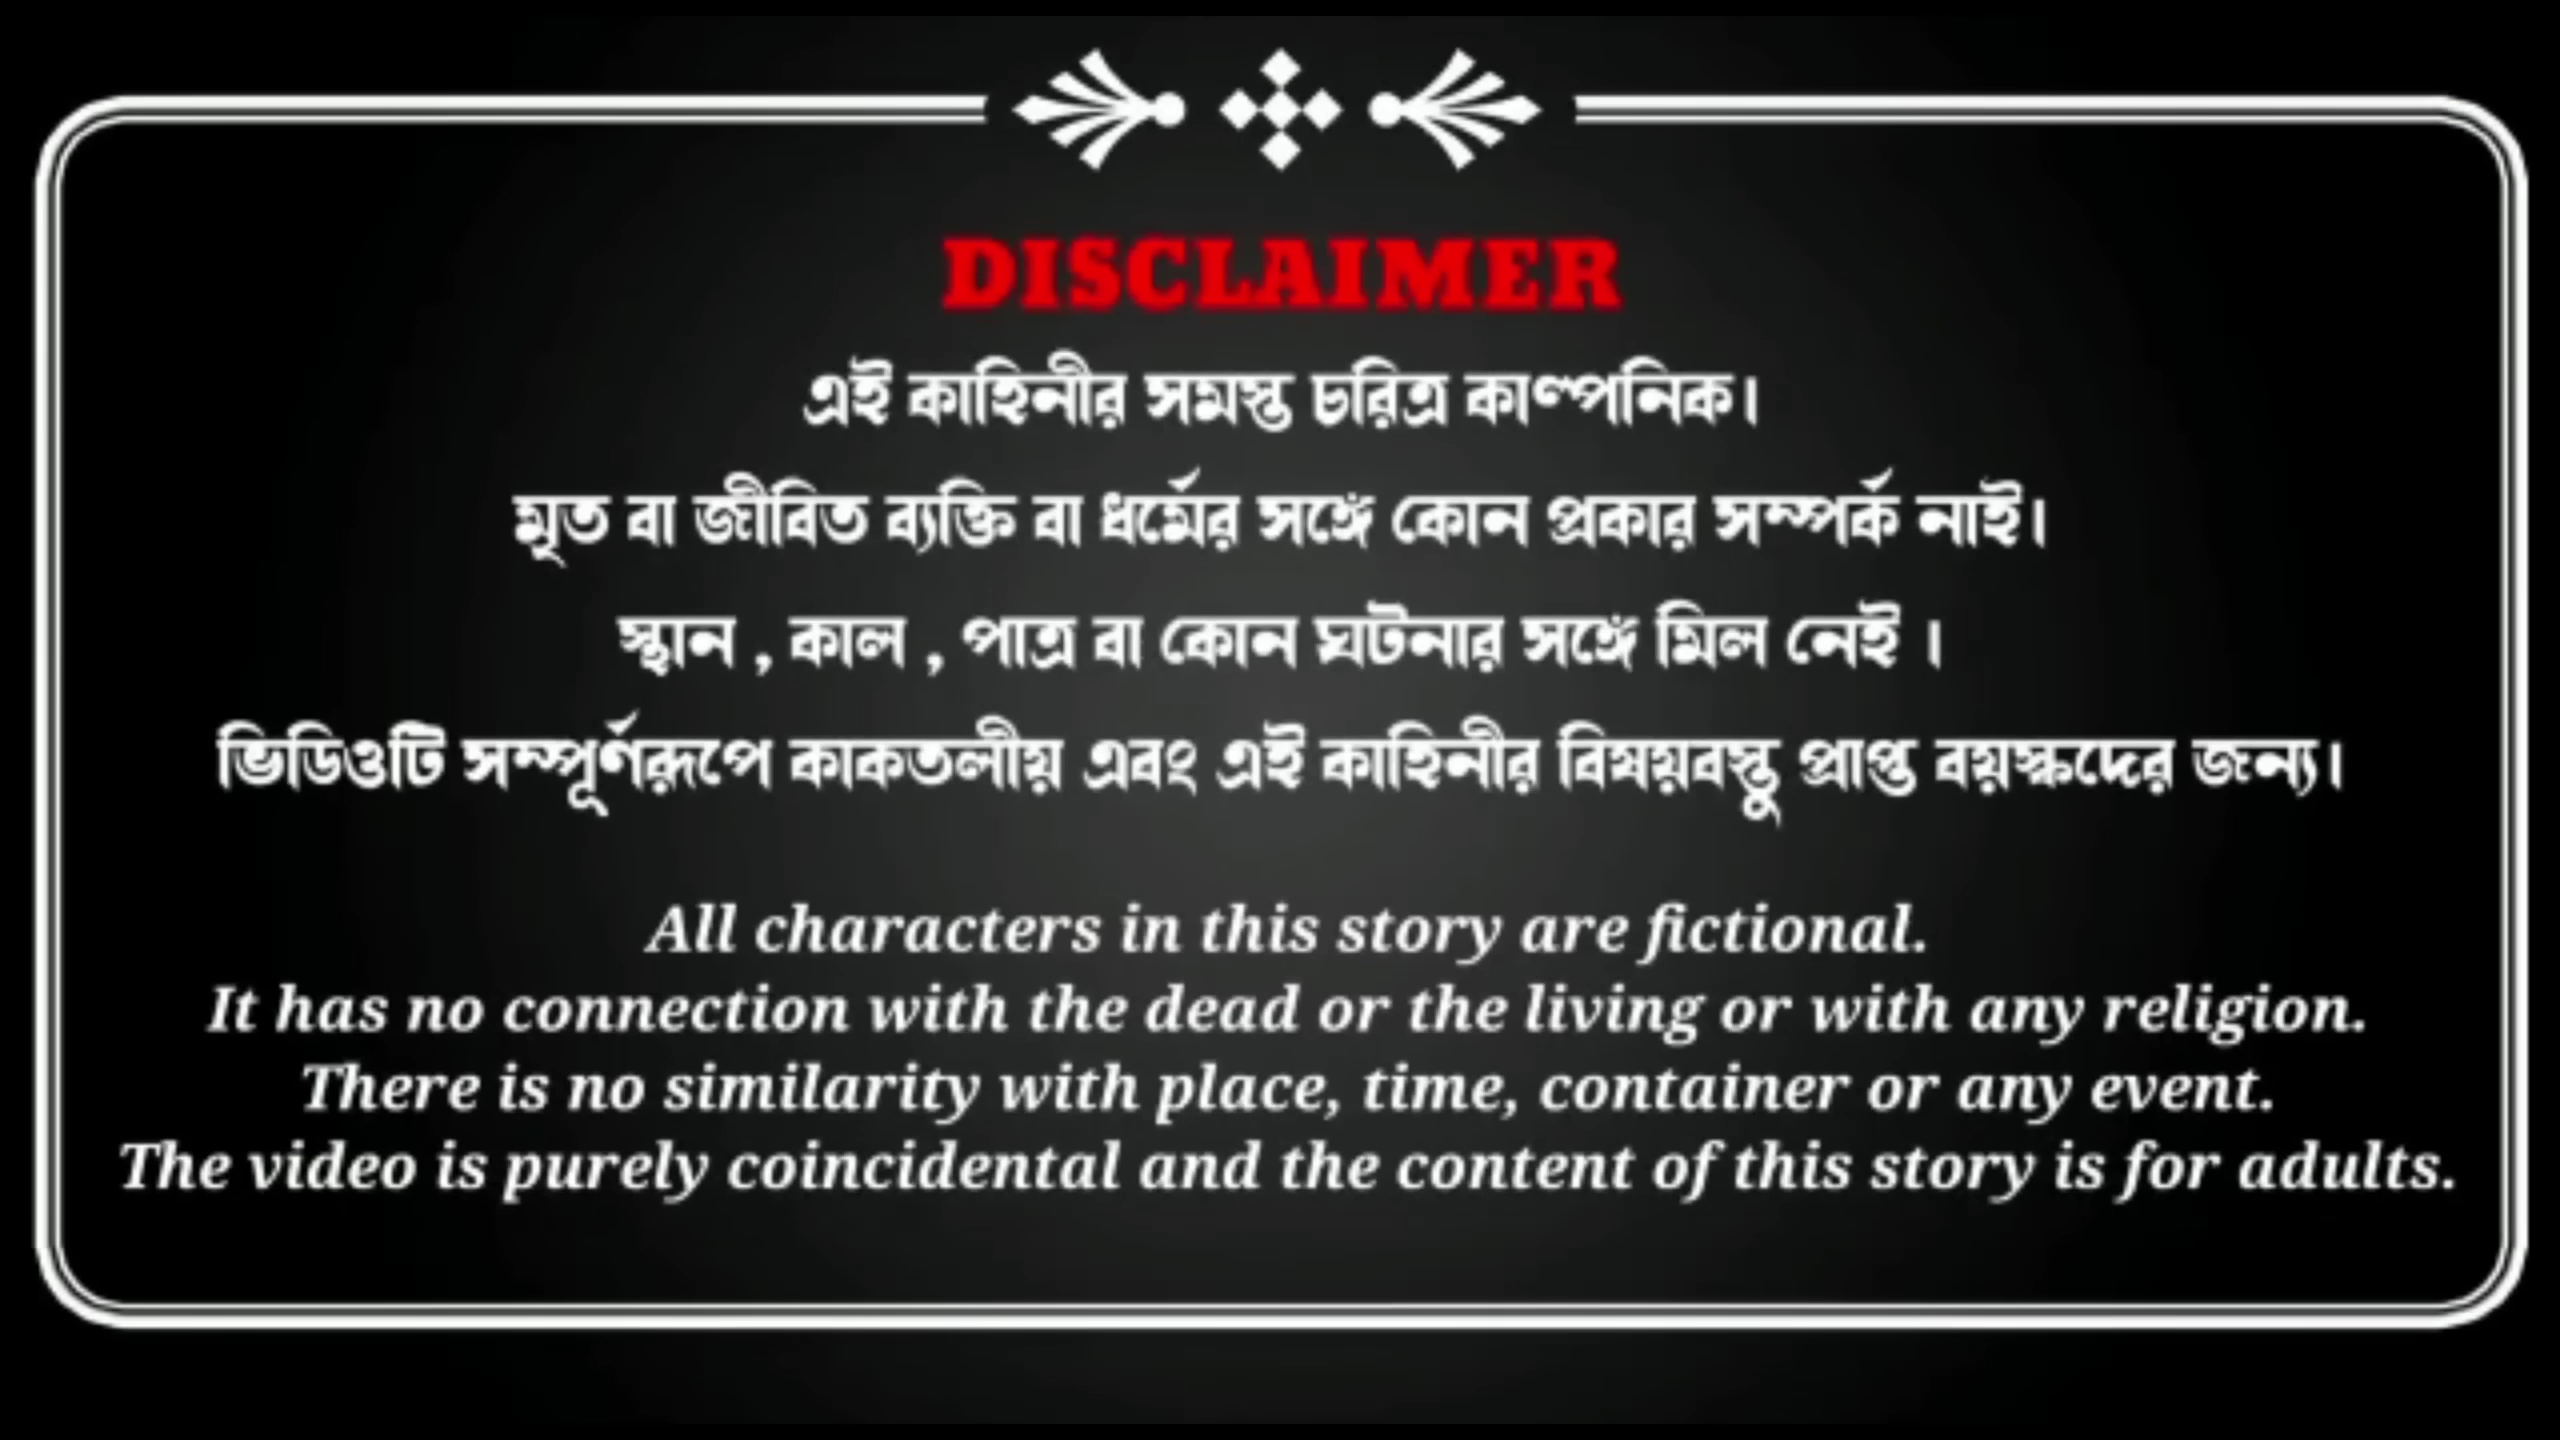 DISCLAIMER
এই কাহিনীর সমস্ত চরিত্র কাল্পনিক।
মৃত বা জীবিত ব্যক্তি বা ধর্মের সঙ্গে কোন প্রকার সম্পর্ক নাই।
স্থান , কাল , পাত্র বা কোন ঘটনার সঙ্গে মিল নেই ।
ভিডিওটি সম্পূর্ণরূপে কাকতলীয় এবং এই কাহিনীর বিষয়বস্তু প্রাপ্ত বয়স্কদের জন্য।
All characters in this story are fictional.
It has no connection with the dead or the living or with any religion.
There is no similarity with place, time, container or any event.
The video is purely coincidental and the content of this story is for adults.